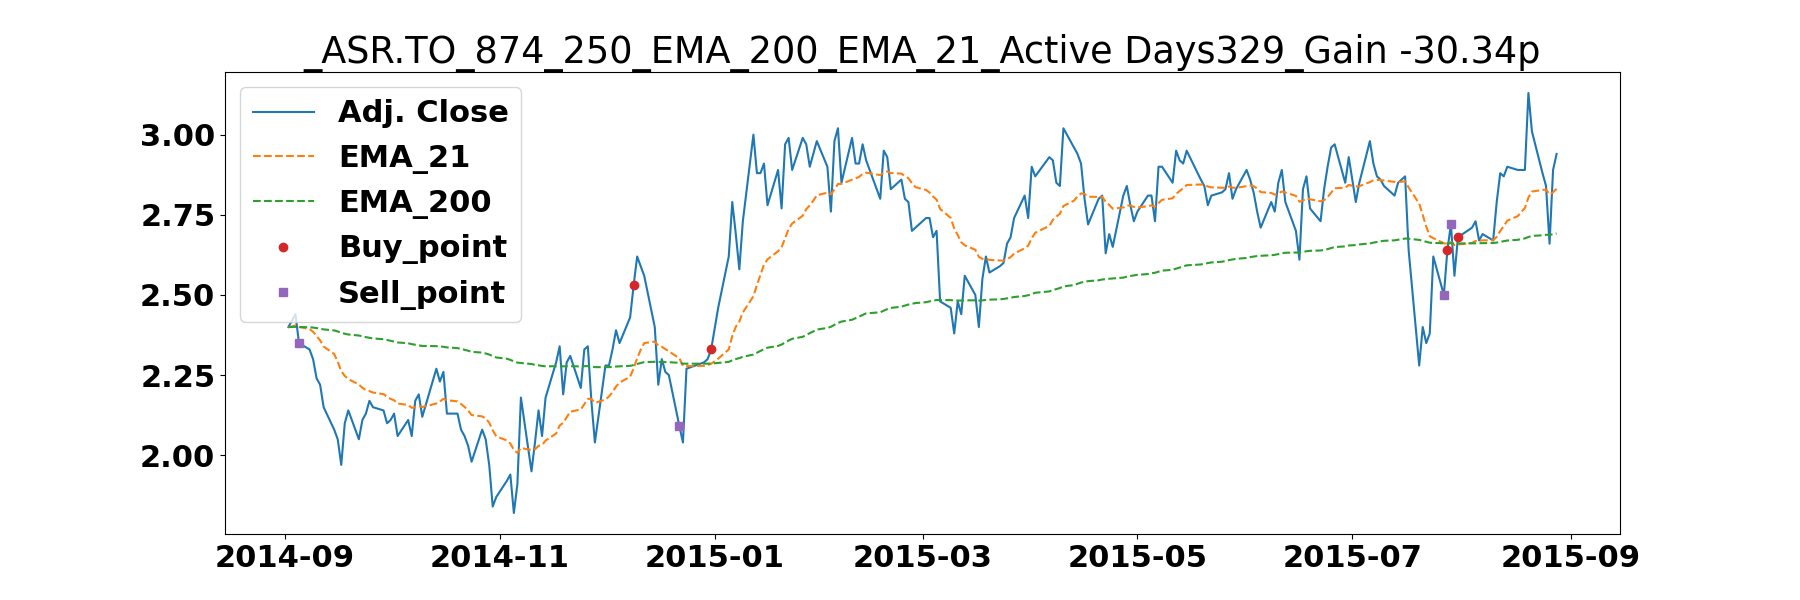 _ASR.TO_874_250_EMA_200_EMA_21_Active Days329_Gain -30.34p
Adj. Close
EMA_21
EMA_200
Buy_point
Sell_point
3.00
2.75
2.50
2.25
2.00
2014-09 2014-11 2015-01 2015-03 2015-05 2015-07 2015-09